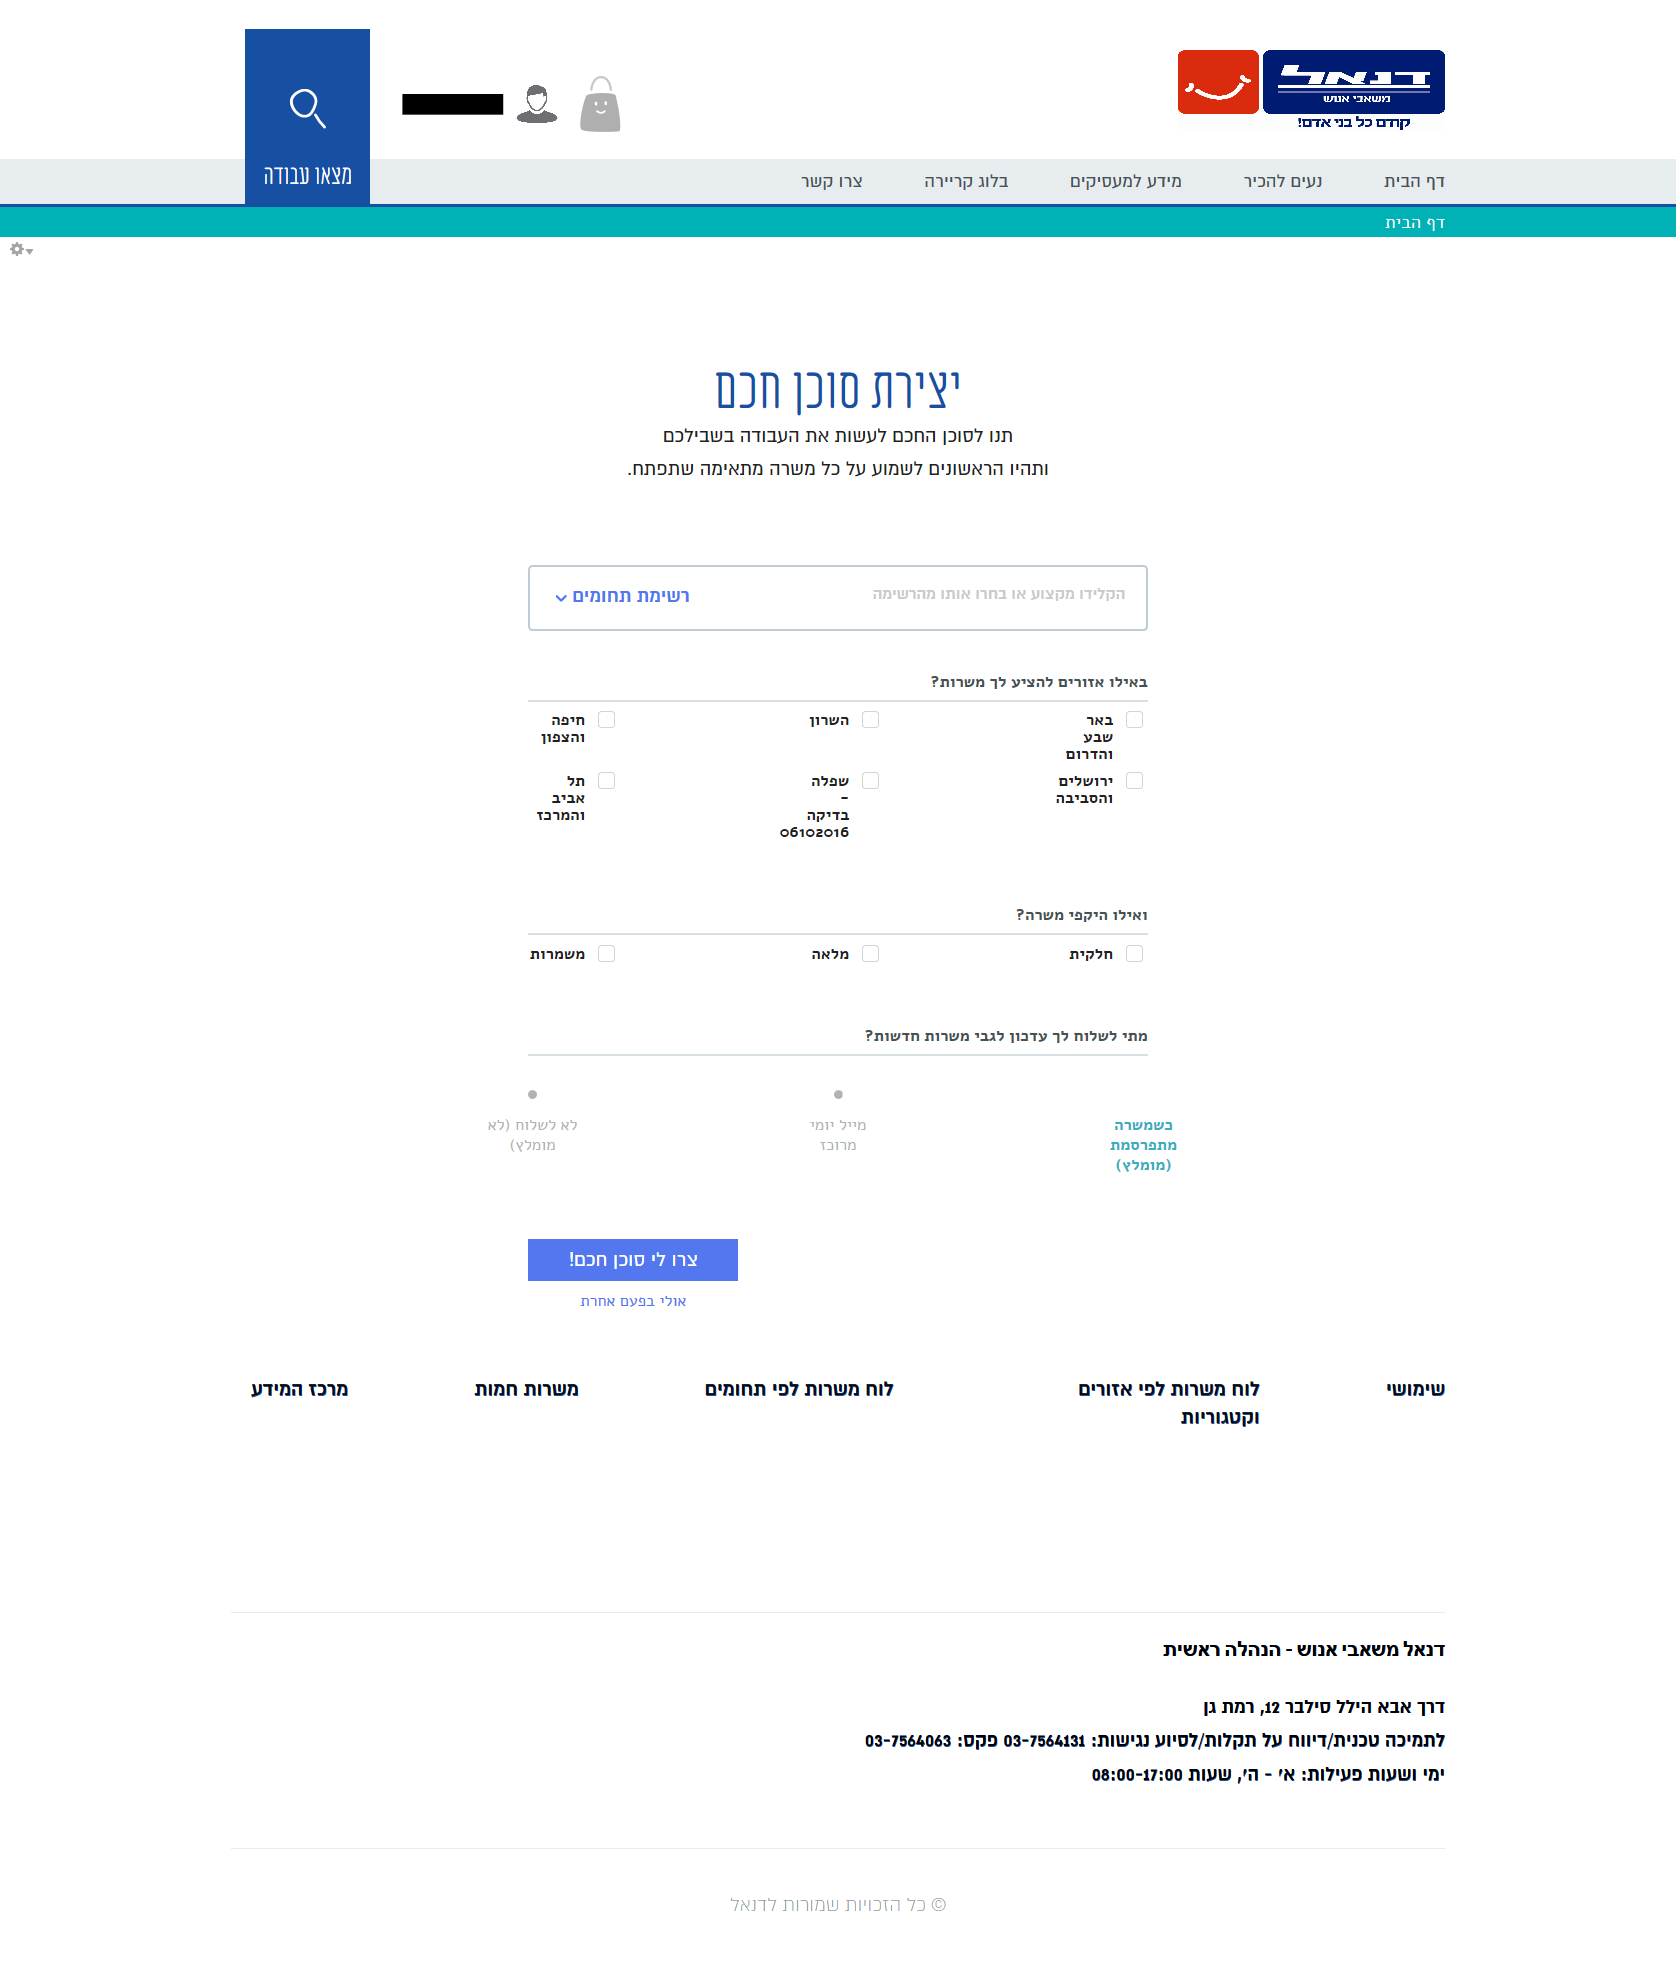 דנאל
משאבי אנוש
קודם כל בני אדם!
מצאו עבודה
דף הבית
נעים להכיר
מידע למעסיקים
בלוג קריירה
צרו קשר
דף הבית
יצירת סוכן חכם
תנו לסוכן החכם לעשות את העבודה בשבילכם
ותהיו הראשונים לשמוע על כל משרה מתאימה שתפתח.
הקלידו מקצוע או בחרו אותו מהרשימה
רשימת תחומים
באילו אזורים להציע לך משרות?
באר
שבע
והדרום
השרון
חיפה
והצפון
ירושלים
והסביבה
שפלה
-
בדיקה
06102016
תל
אביב
והמרכז
ואילו היקפי משרה?
חלקית
מלאה
משמרות
מתי לשלוח לך עדכון לגבי משרות חדשות?
כשמשרה
מתפרסמת
(מומלץ)
מייל יומי
מרוכז
לא לשלוח (לא
מומלץ)
צרו לי סוכן חכם!
אולי בפעם אחרת
שימושי
לוח משרות לפי אזורים
וקטגוריות
לוח משרות לפי תחומים
משרות חמות
מרכז המידע
דנאל משאבי אנוש - הנהלה ראשית
דרך אבא הילל סילבר 12, רמת גן
לתמיכה טכנית/דיווח על תקלות/לסיוע נגישות: 03-7564131 פקס: 03-7564063
ימי ושעות פעילות: א' - ה', שעות 08:00-17:00
© כל הזכויות שמורות לדנאל